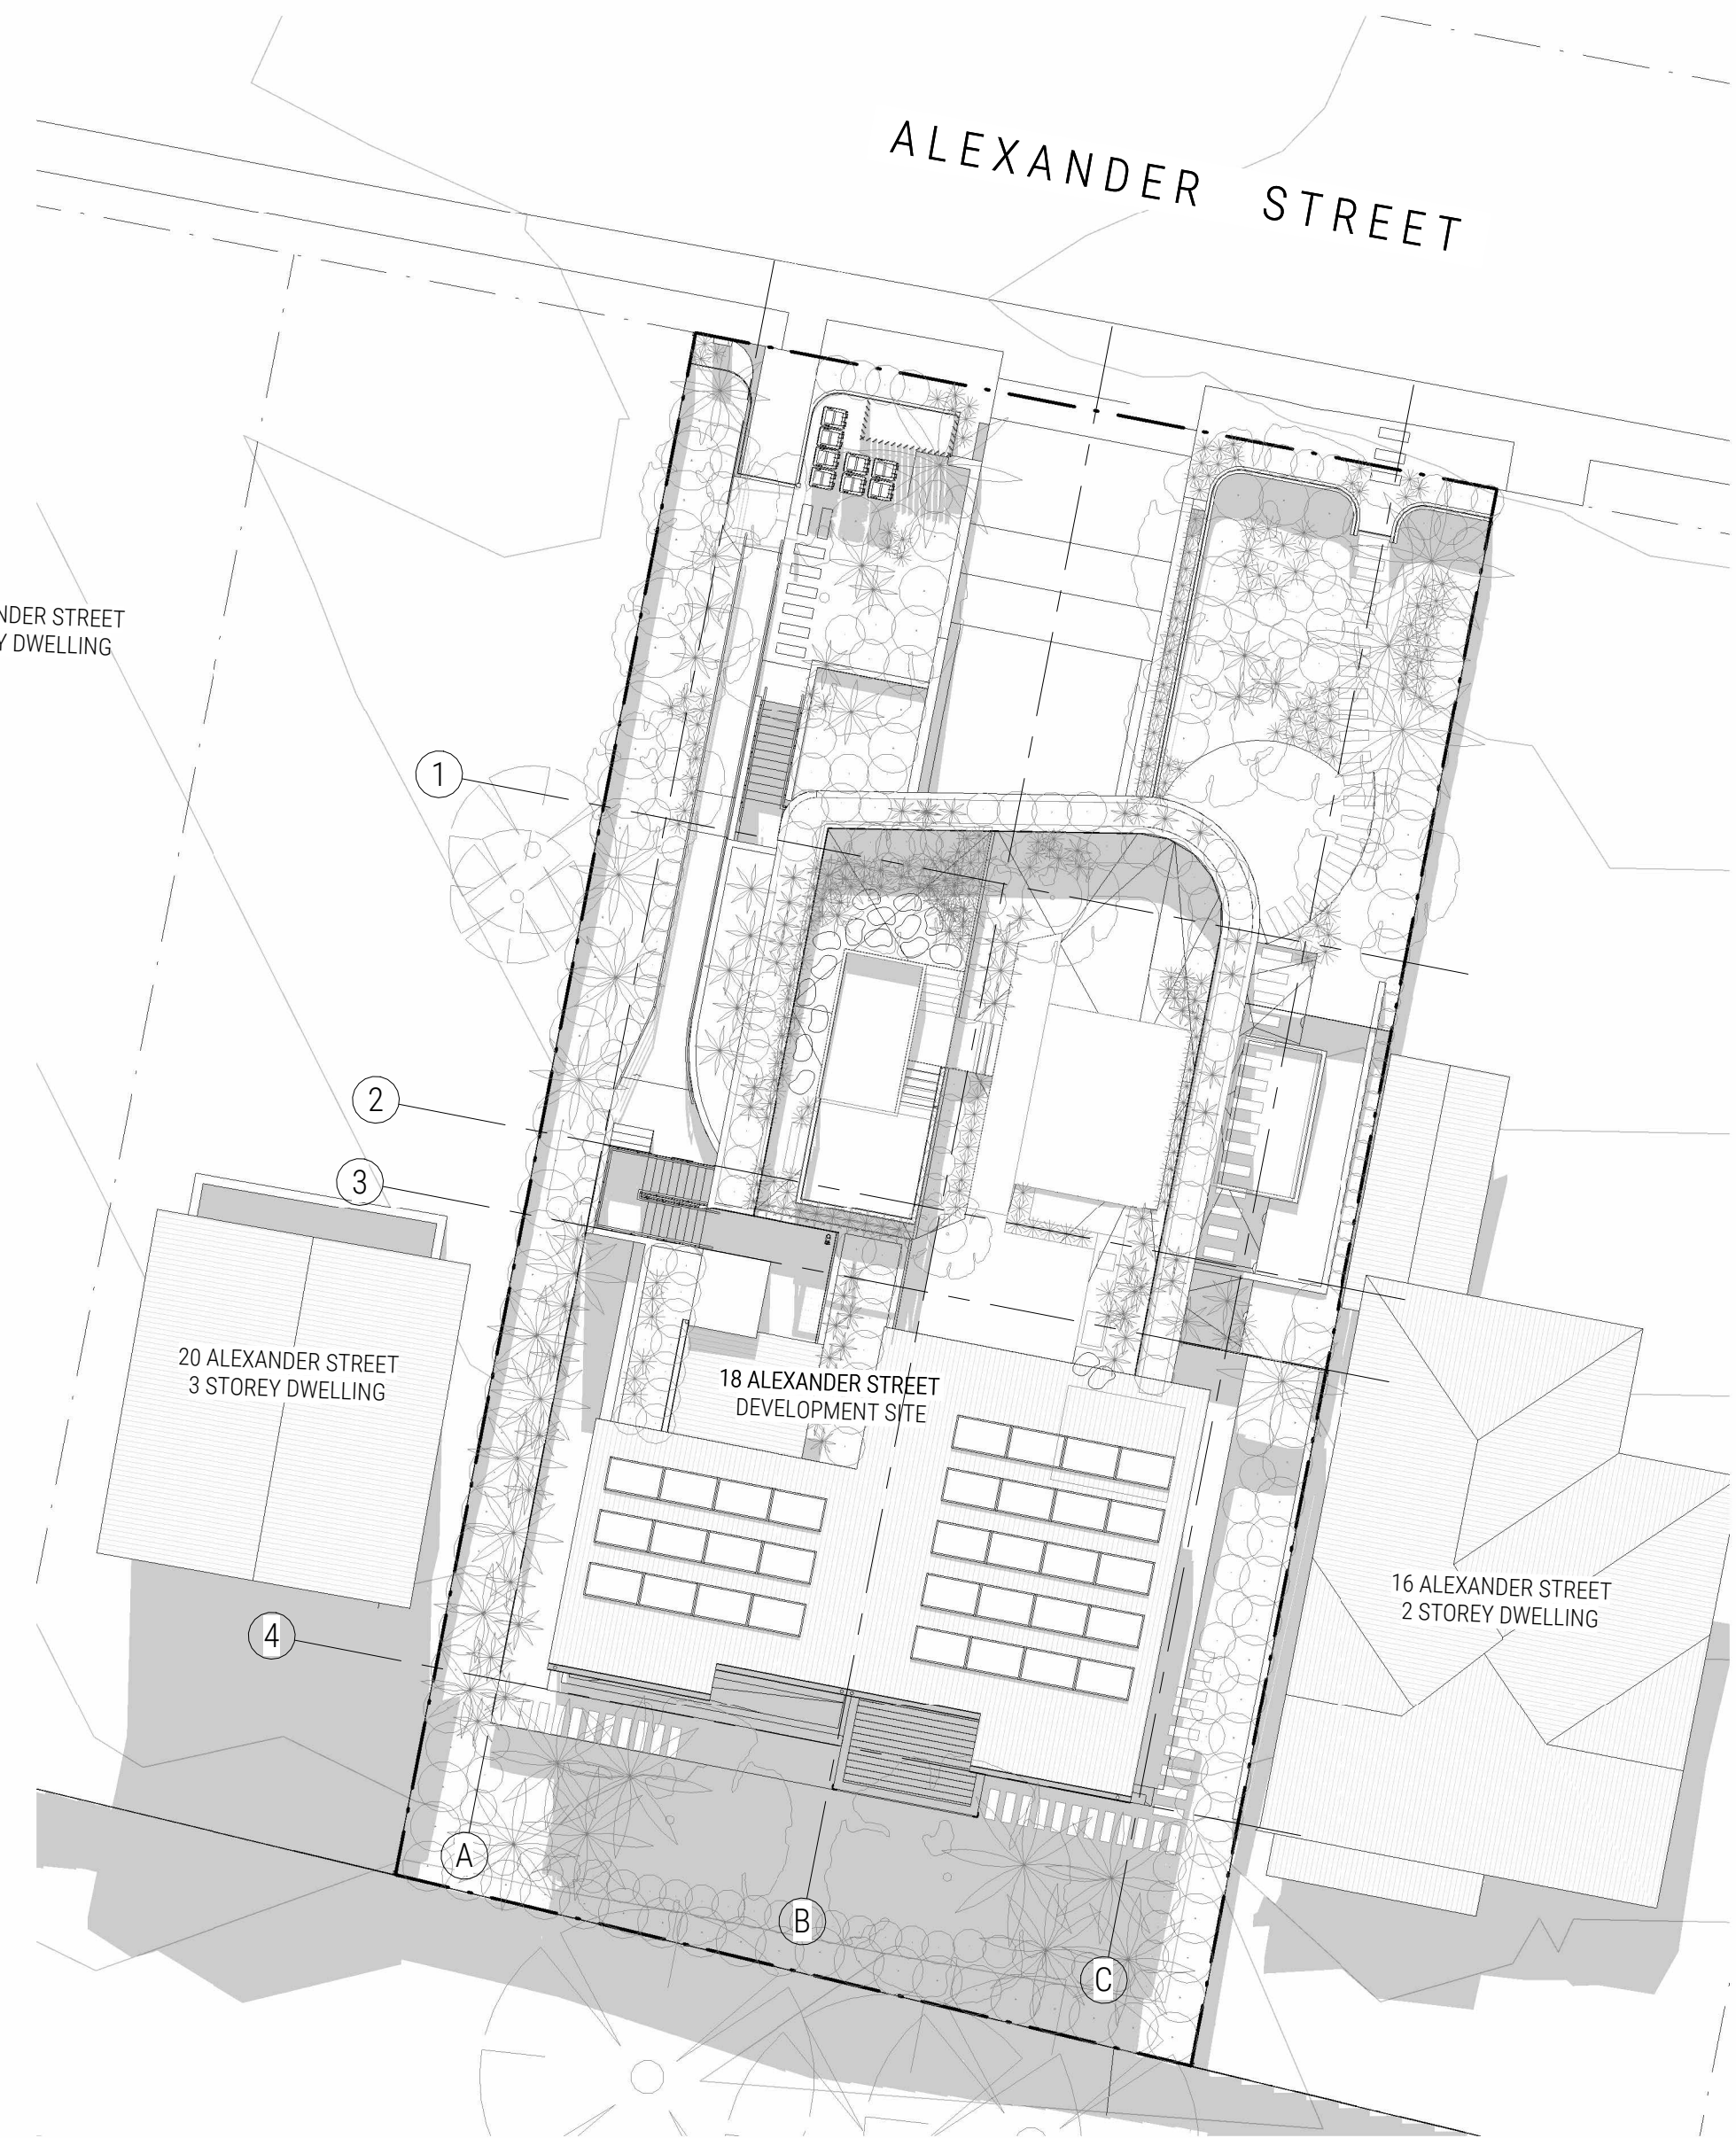 ALEXANDER STREET
NDER STREET
Y DWELLING
1
2
3
20 ALEXANDER STREET
3 STOREY DWELLING
18 ALEXANDER STREET
DEVELOPMENT SITE
16 ALEXANDER STREET
2 STOREY DWELLING
4
A
B
C